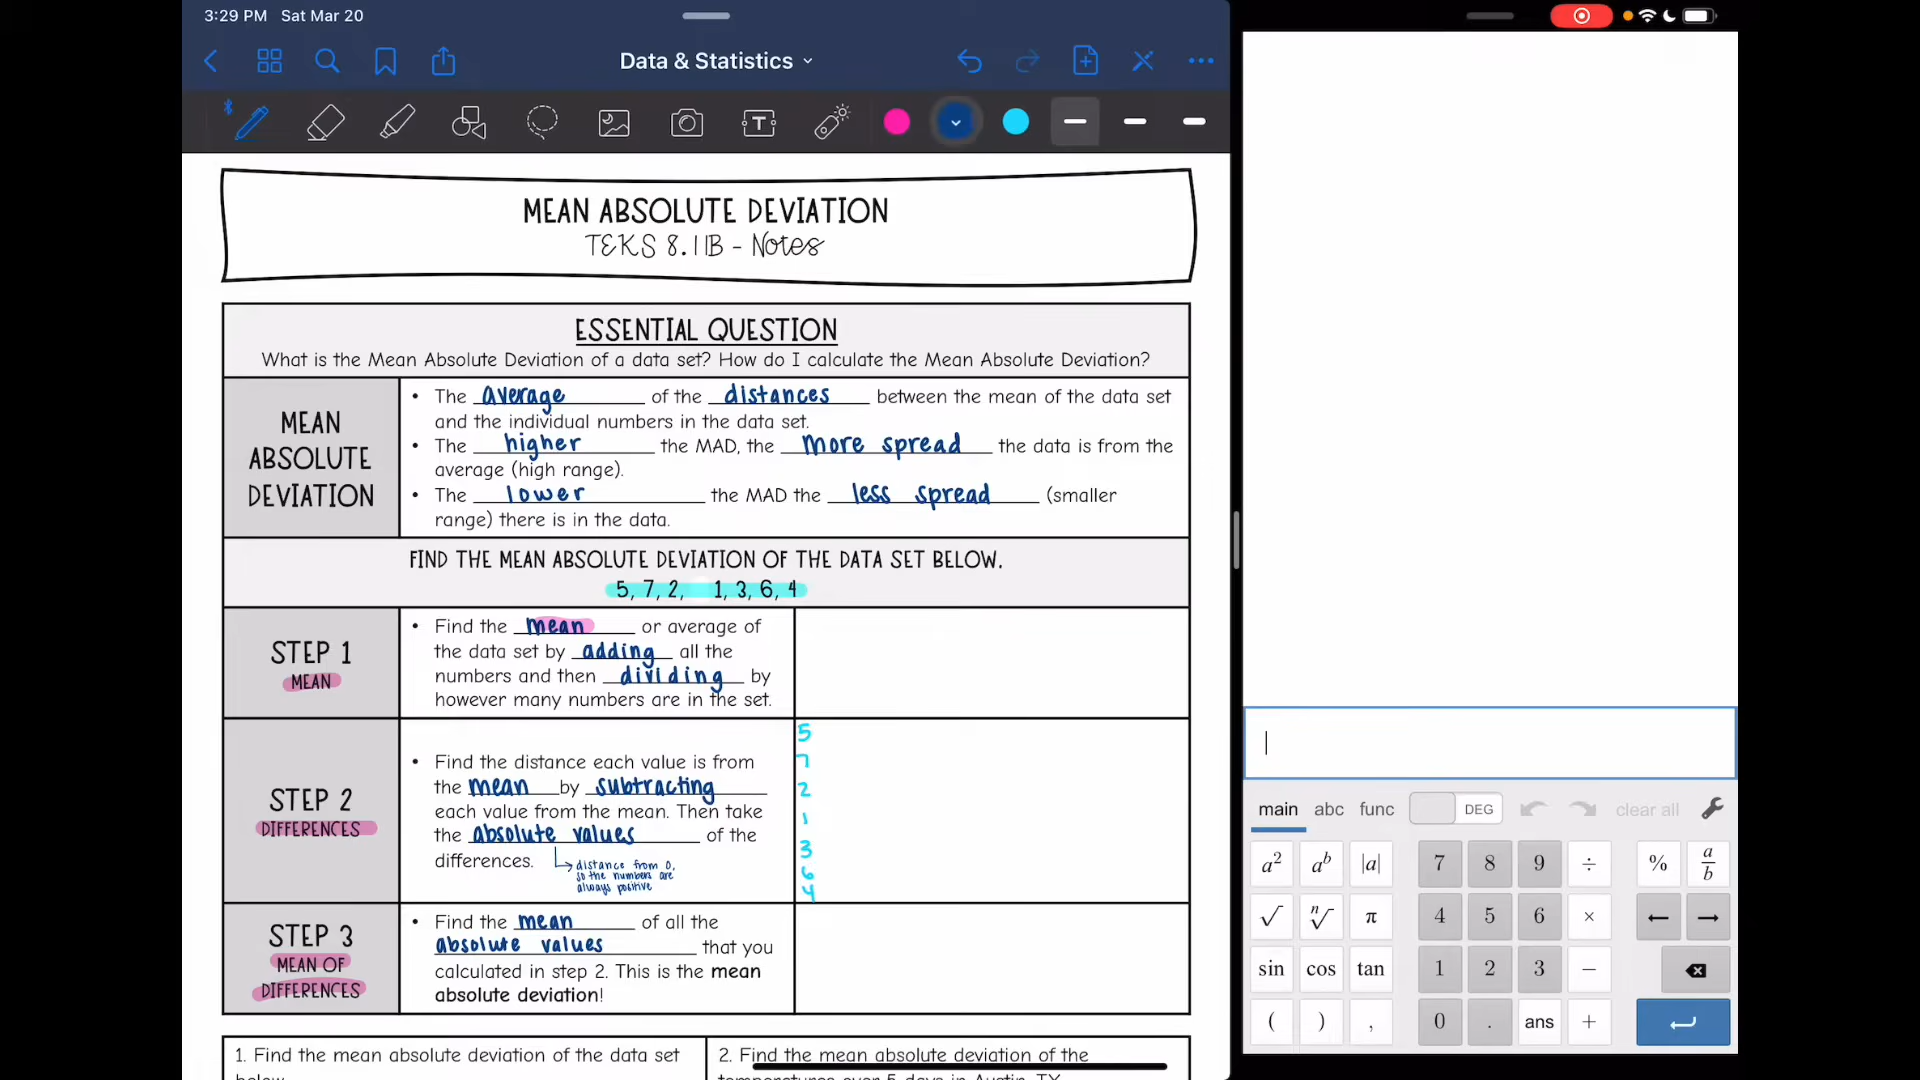 3:29 PM Sat Mar 20
Data & Statistics
T
MEAN ABSOLUTE DEVIATION
TEKS 8.11B - Notes
ESSENTIAL QUESTION
What is the Mean Absolute Deviation of a data set? How do I calculate the Mean Absolute Deviation?
MEAN
ABSOLUTE
DEVIATION
• The average of the distances between the mean of the data set
and the individual numbers in the data set.
• The higher the MAD, the more spread the data is from the
average (high range).
• The lower the MAD the less spread (smaller
range) there is in the data.
FIND THE MEAN ABSOLUTE DEVIATION OF THE DATA SET BELOW.
5, 7, 2, 1, 3, 6, 4
STEP 1
MEAN
• Find the mean or average of
the data set by adding all the
numbers and then dividing by
however many numbers are in the set.
STEP 2
DIFFERENCES
• Find the distance each value is from
the mean by subtracting
each value from the mean. Then take
the absolute values of the
differences.
distance from 0,
so the numbers are
always positive
5
7
2
1
3
6
4
STEP 3
MEAN OF
DIFFERENCES
• Find the mean of all the
absolute values that you
calculated in step 2. This is the mean
absolute deviation!
1. Find the mean absolute deviation of the data set
below.
2. Find the mean absolute deviation of the
temperatures over 5 days in Austin, TX
main abc func DEG clear all
a² aᵇ |a| 7 8 9 ÷ % a/b
√ ⁿ√ π 4 5 6 × ← →
sin cos tan 1 2 3 −
( ) , 0 . ans +